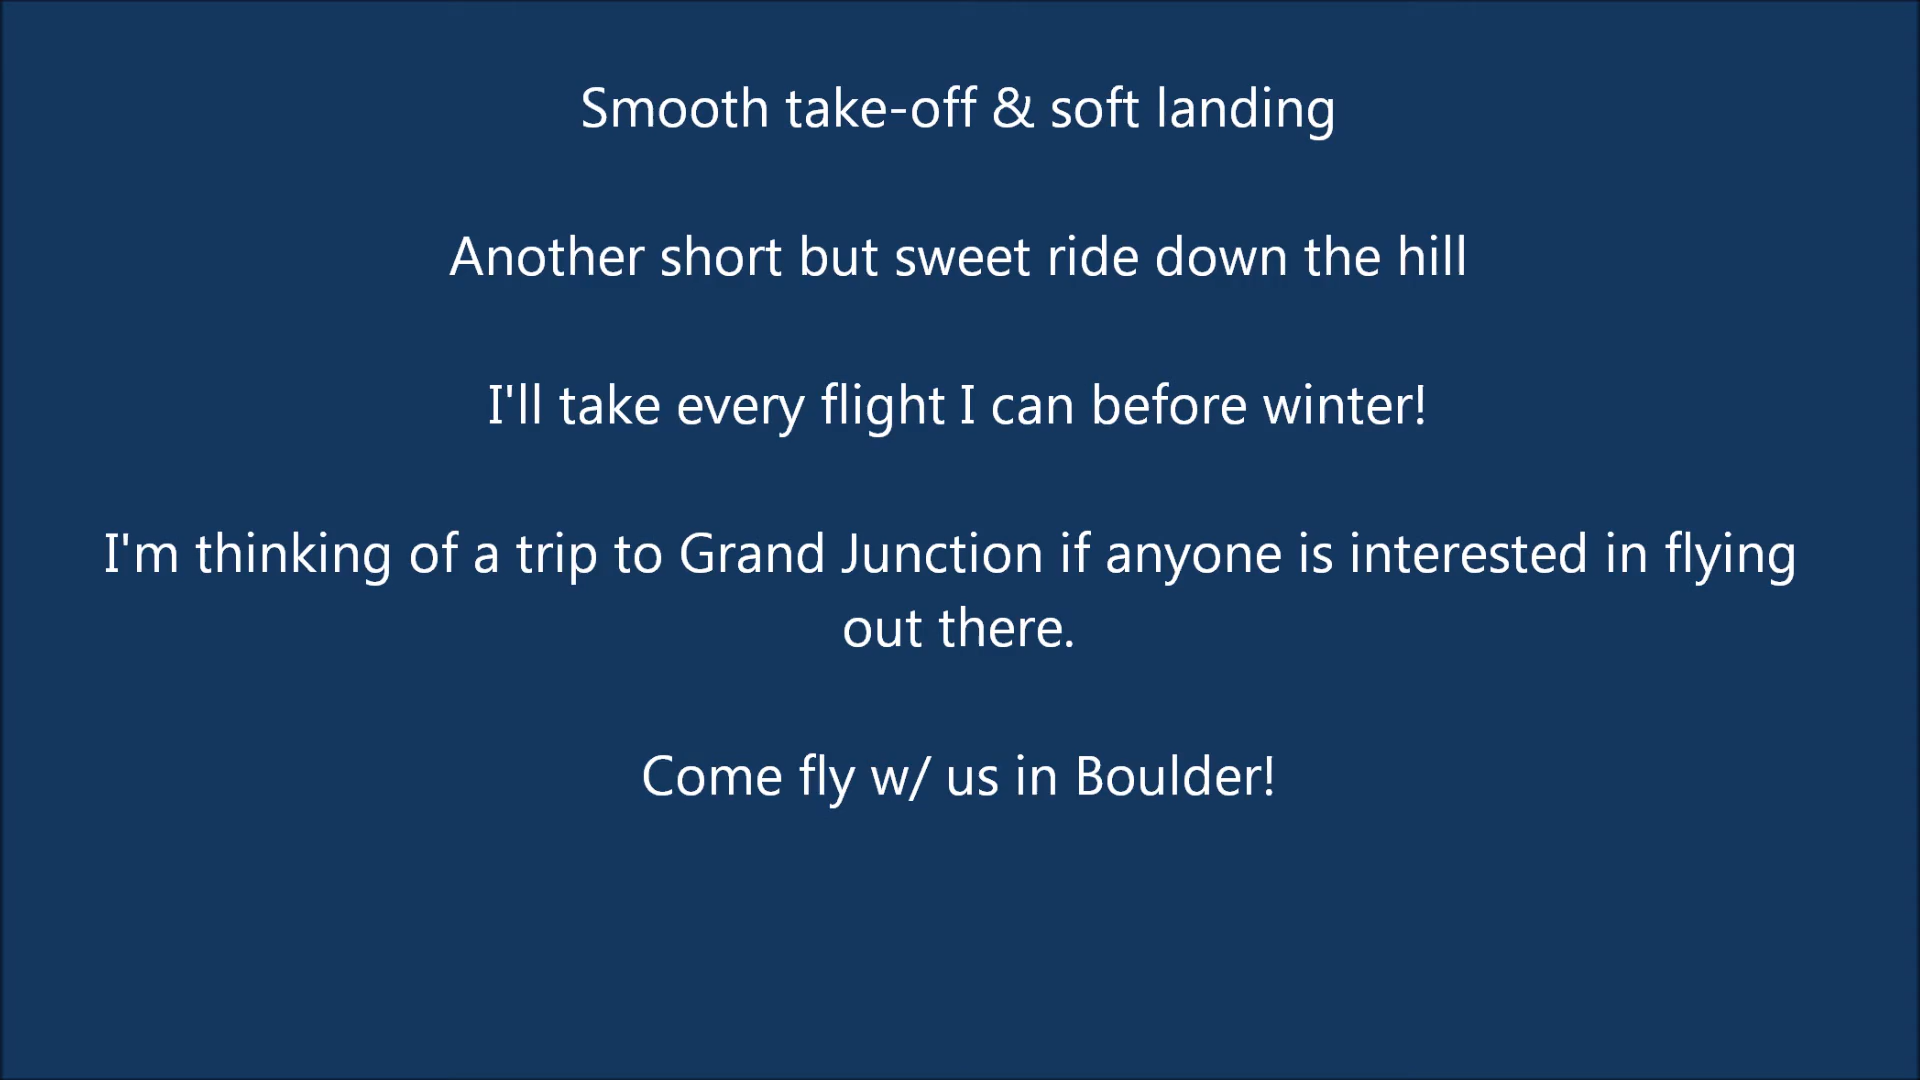 Smooth take-off & soft landing
Another short but sweet ride down the hill
I'll take every flight I can before winter!
I'm thinking of a trip to Grand Junction if anyone is interested in flying
out there.
Come fly w/ us in Boulder!